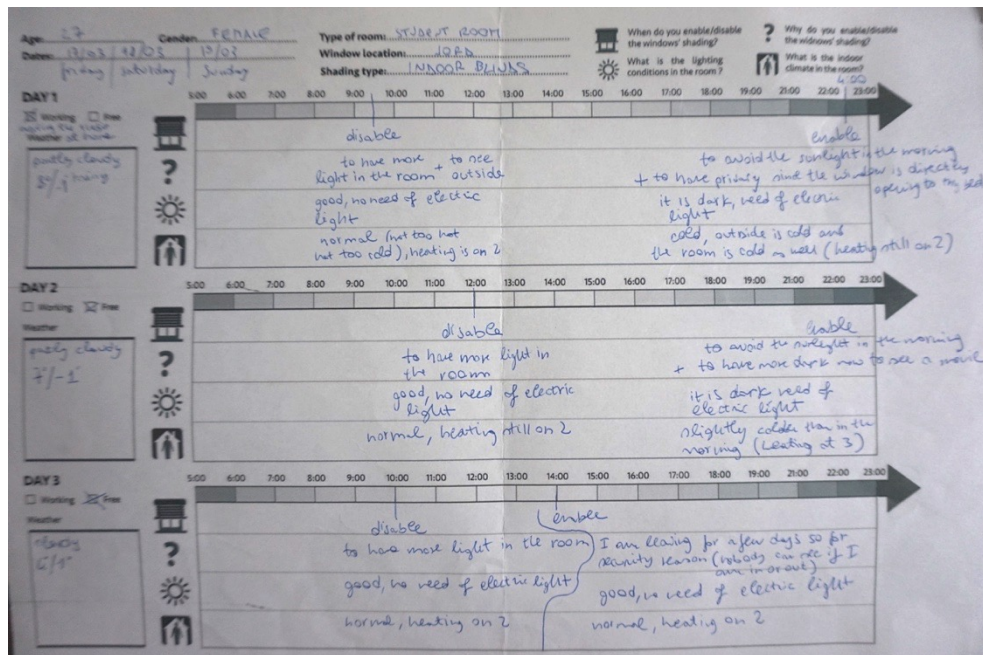 Age: 27 Gender: FEMALE
Type of room: STUDENT ROOM
When do you enable/disable
the windows' shading?
Why do you enable/disable
the widnows' shading?
Dates: 17/03 / 18/03 / 19/03
friday | saturday | Sunday
Window location:
Shading type: INDOOR BLINDS
What is the lighting
conditions in the room?
What is the indoor
climate in the room?
DAY 1
5:00 6:00 7:00 8:00 9:00 10:00 11:00 12:00 13:00 14:00 15:00 16:00 17:00 18:00 19:00 20:00 21:00 22:00 23:00
Working Free
at home
Weather
partly cloudy
disable
enable
to have more + to see
light in the room outside
to avoid the sunlight in the morning
+ to have privacy since the window is directly
opening to my bed
?
good, no need of electric
light
it is dark, need of electric
light
normal (not too hot
not too cold), heating is on 2
cold, outside is cold and
the room is cold as well (heating still on 2)
DAY 2
5:00 6:00 7:00 8:00 9:00 10:00 11:00 12:00 13:00 14:00 15:00 16:00 17:00 18:00 19:00 20:00 21:00 22:00 23:00
Working Free
Weather
partly cloudy
7°/-1°
disable
enable
?
to have more light in
the room
to avoid the sunlight in the morning
+ to have more dark now to see a movie
good, no need of electric
light
it is dark need of
electric light
normal, heating still on 2
slightly colder than in the
morning (heating at 3)
DAY 3
5:00 6:00 7:00 8:00 9:00 10:00 11:00 12:00 13:00 14:00 15:00 16:00 17:00 18:00 19:00 20:00 21:00 22:00 23:00
Working Free
Weather
cloudy
disable
enable
?
to have more light in the room
I am leaving for a few days so for
security reason (nobody can see if I
am in or out)
good, no need of electric light
good, no need of electric light
normal, heating on 2
normal, heating on 2